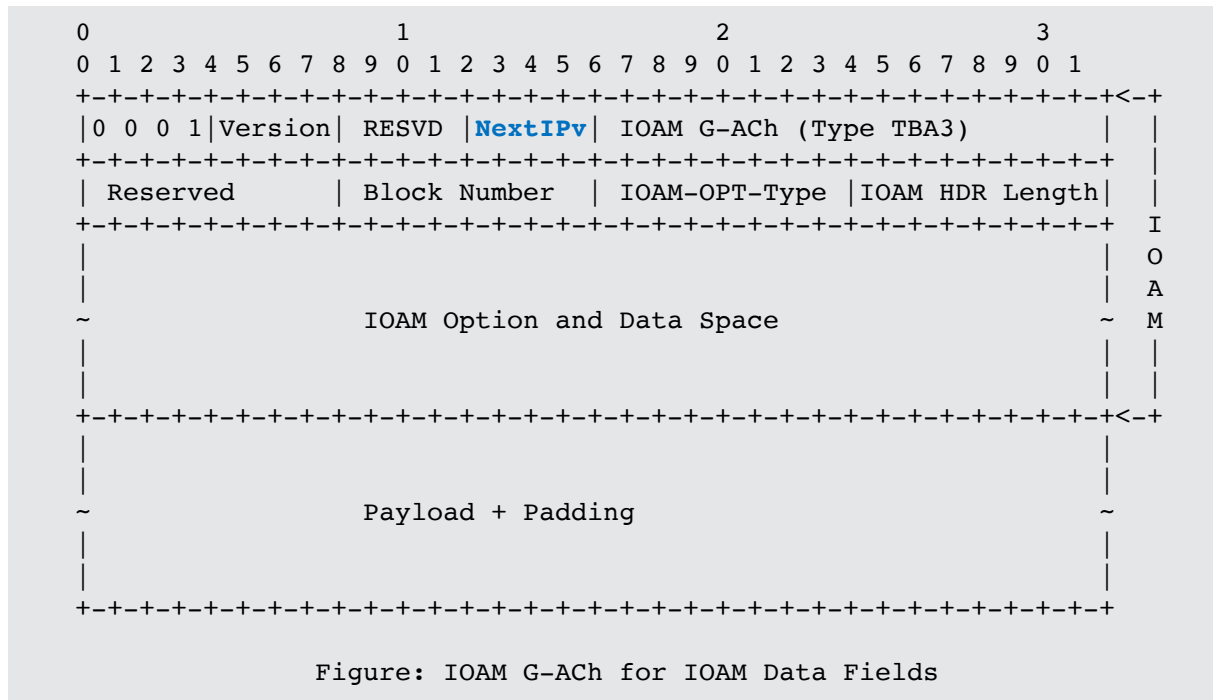 0                   1                   2                   3
0 1 2 3 4 5 6 7 8 9 0 1 2 3 4 5 6 7 8 9 0 1 2 3 4 5 6 7 8 9 0 1
+-+-+-+-+-+-+-+-+-+-+-+-+-+-+-+-+-+-+-+-+-+-+-+-+-+-+-+-+-+-+-+-+<-+
|0 0 0 1|Version| RESVD |NextIPv| IOAM G-ACh (Type TBA3)        |  |
+-+-+-+-+-+-+-+-+-+-+-+-+-+-+-+-+-+-+-+-+-+-+-+-+-+-+-+-+-+-+-+-+  |
| Reserved      | Block Number  | IOAM-OPT-Type |IOAM HDR Length|  |
+-+-+-+-+-+-+-+-+-+-+-+-+-+-+-+-+-+-+-+-+-+-+-+-+-+-+-+-+-+-+-+-+  I
|                                                               |  O
|                                                               |  A
~                 IOAM Option and Data Space                    ~  M
|                                                               |  |
|                                                               |  |
+-+-+-+-+-+-+-+-+-+-+-+-+-+-+-+-+-+-+-+-+-+-+-+-+-+-+-+-+-+-+-+-+<-+
|                                                               |
|                                                               |
~                 Payload + Padding                             ~
|                                                               |
|                                                               |
+-+-+-+-+-+-+-+-+-+-+-+-+-+-+-+-+-+-+-+-+-+-+-+-+-+-+-+-+-+-+-+-+
Figure: IOAM G-ACh for IOAM Data Fields